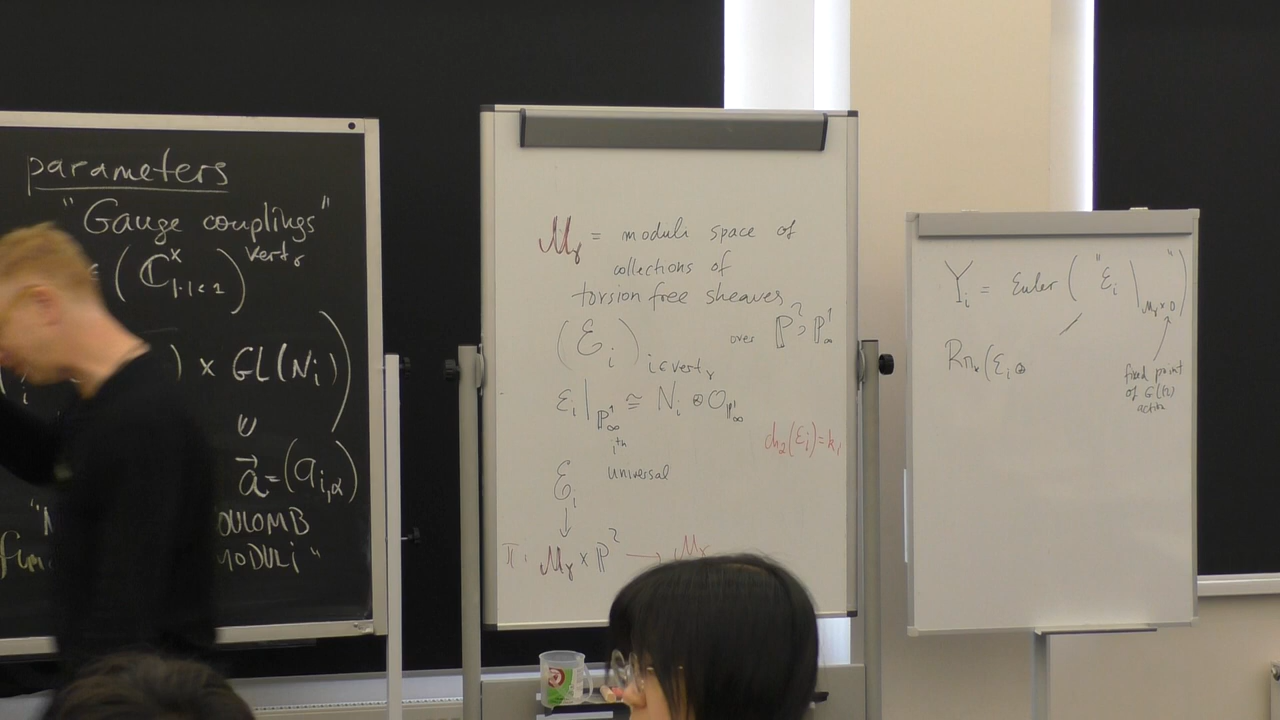 parameters
"Gauge couplings"
(ℂ^×_{|·|<1})^{vert_γ}
) × GL(N_i))
a⃗ = (a_{i,α})
OULOMB
MODULI"
M_γ = moduli space of
collections of
torsion free sheaves
(ℰ_i)_{i∈vert_γ} over ℙ² ⊃ ℙ¹_∞
ℰ_i|_{ℙ¹_∞} ≅ N_i ⊗ O_{ℙ¹_∞}
ch₂(ℰ_i) = k_i
i^{th}
ℰ_i universal
↓
π : M_γ × ℙ² → M_γ
Y_i = Euler ("ℰ_i|_{M_γ×0}")
Rπ_*(ℰ_i ⊗
fixed point
of GL(2)
action